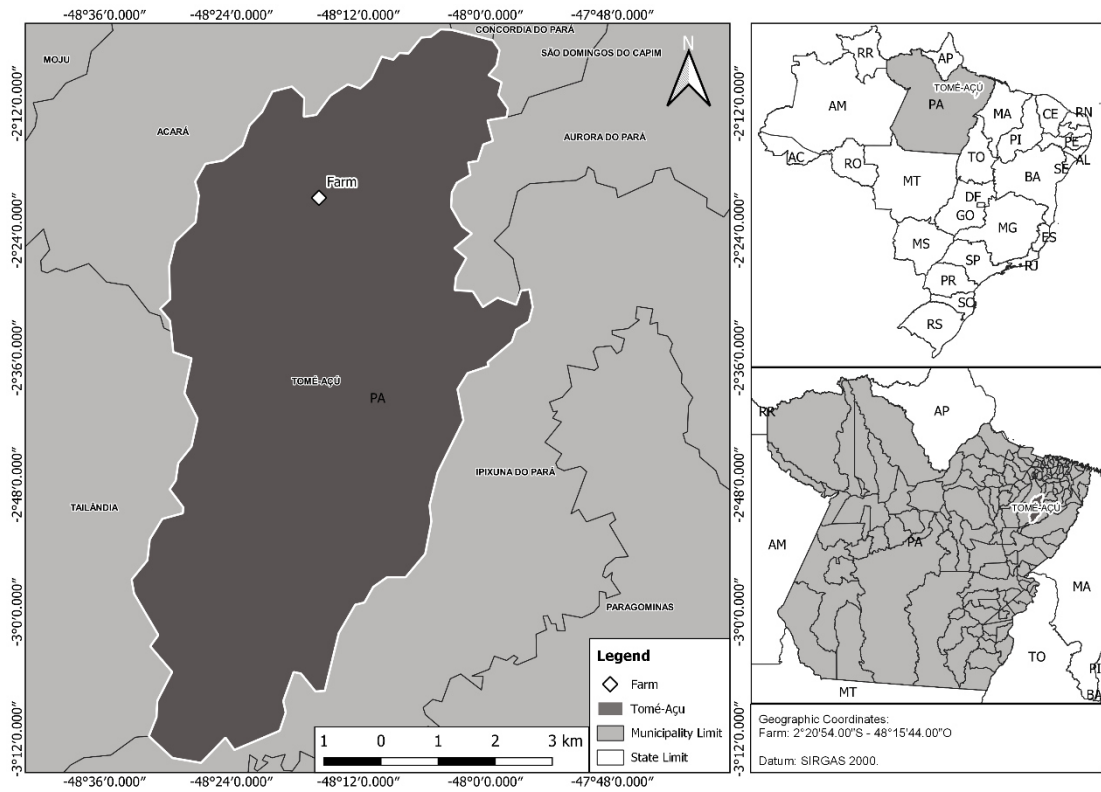 -48°36'0.000"
-48°24'0.000"
-48°12'0.000"
-48°0'0.000"
-47°48'0.000"
-2°12'0.000"
-2°24'0.000"
-2°36'0.000"
-2°48'0.000"
-3°0'0.000"
-3°12'0.000"
CONCORDIA DO PARÁ
MOJU
SÃO DOMINGOS DO CAPIM
N
ACARÁ
AURORA DO PARÁ
Farm
TOMÉ-AÇÚ
PA
IPIXUNA DO PARÁ
TAILÂNDIA
PARAGOMINAS
Legend
Farm
Tomé-Açu
Municipality Limit
State Limit
1 0 1 2 3 km
-48°36'0.000"
-48°24'0.000"
-48°12'0.000"
-48°0'0.000"
-47°48'0.000"
-2°12'0.000"
-2°24'0.000"
-2°36'0.000"
-2°48'0.000"
-3°0'0.000"
-3°12'0.000"
RR
AP
TOMÉ-AÇÚ
AM
PA
MA
CE
RN
PI
PE
AC
RO
TO
AL
SE
MT
BA
DF
GO
MG
MS
ES
SP
RJ
PR
SC
RS
RR
AP
TOMÉ-AÇÚ
PA
AM
MA
TO
PI
BA
MT
Geographic Coordinates:
Farm: 2°20'54.00"S - 48°15'44.00"O
Datum: SIRGAS 2000.